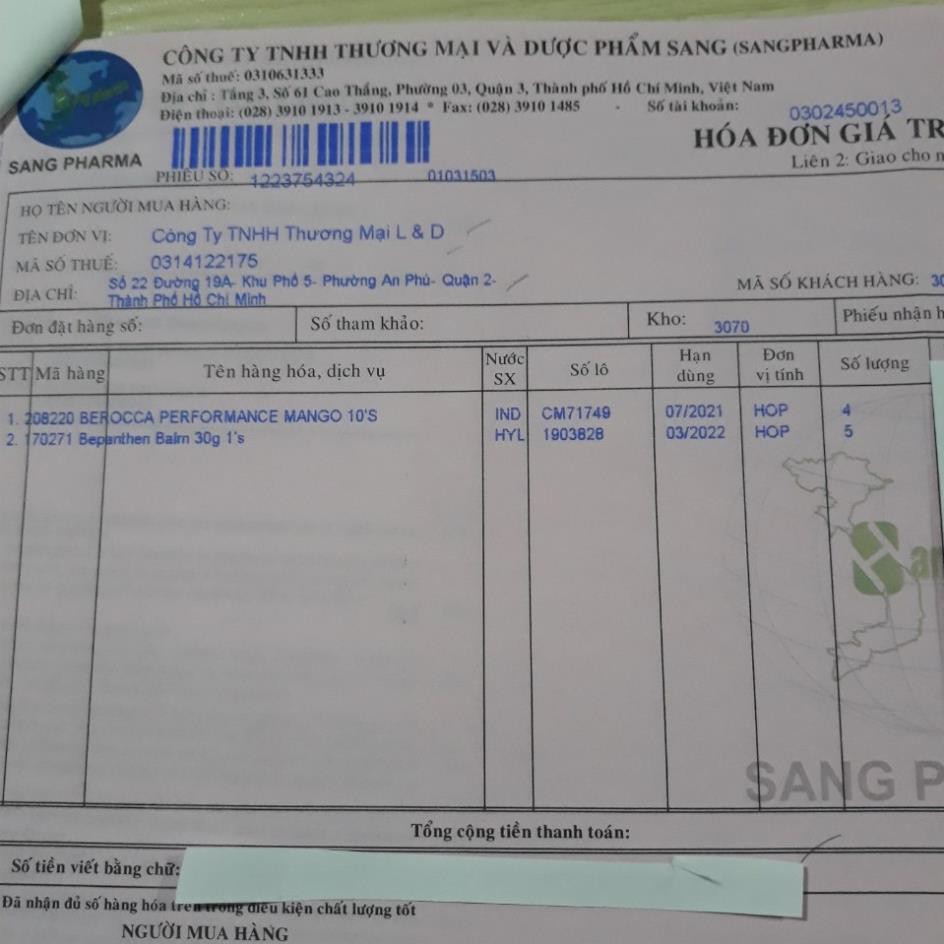 CÔNG TY TNHH THƯƠNG MẠI VÀ DƯỢC PHẨM SANG (SANGPHARMA)
Mã số thuế: 0310631333
Địa chỉ : Tầng 3, Số 61 Cao Thắng, Phường 03, Quận 3, Thành phố Hồ Chí Minh, Việt Nam
Điện thoại: (028) 3910 1913 - 3910 1914 * Fax: (028) 3910 1485 - Số tài khoản: 0302450013
SANG PHARMA
HÓA ĐƠN GIÁ TR
Liên 2: Giao cho
PHIẾU SỐ: 1223754324 01031503
HỌ TÊN NGƯỜI MUA HÀNG:
TÊN ĐƠN VỊ: Công Ty TNHH Thương Mại L & D
MÃ SỐ THUẾ: 0314122175
ĐỊA CHỈ: Số 22 Đường 19A- Khu Phố 5- Phường An Phú- Quận 2-
Thành Phố Hồ Chí Minh
MÃ SỐ KHÁCH HÀNG: 30
Đơn đặt hàng số: Số tham khảo: Kho: 3070 Phiếu nhận h
STT Mã hàng Tên hàng hóa, dịch vụ Nước SX Số lô Hạn dùng Đơn vị tính Số lượng
1. 208220 BEROCCA PERFORMANCE MANGO 10'S IND CM71749 07/2021 HOP 4
2. 170271 Bepanthen Balm 30g 1's HYL 1903828 03/2022 HOP 5
San
SANG P
Tổng cộng tiền thanh toán:
Số tiền viết bằng chữ:
Đã nhận đủ số hàng hóa trên trong điều kiện chất lượng tốt
NGƯỜI MUA HÀNG